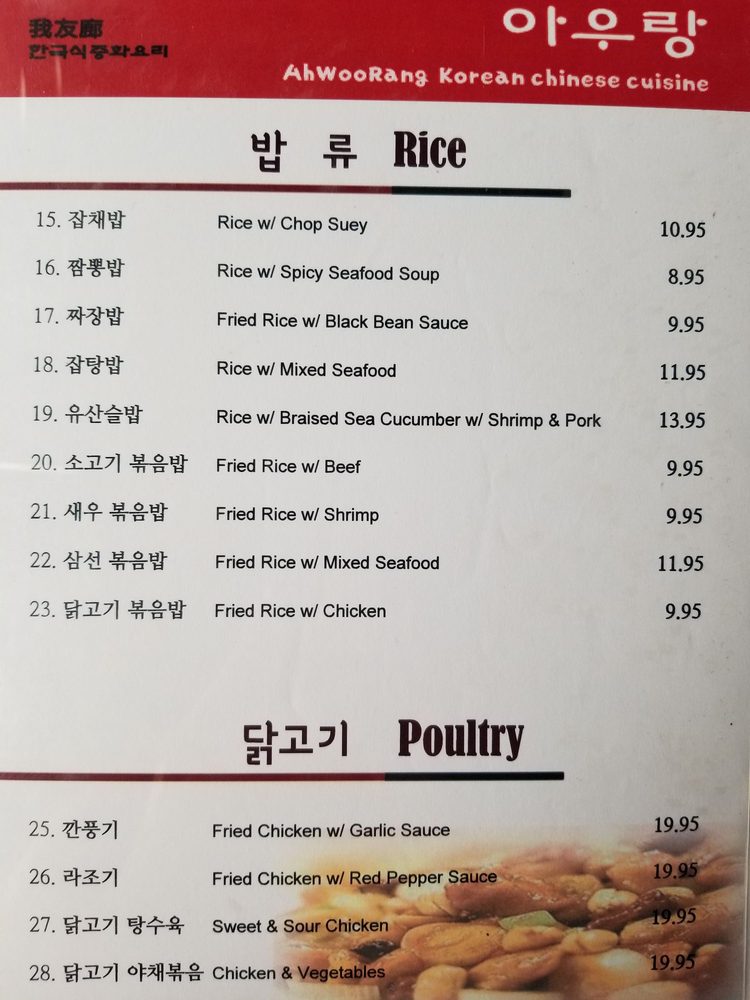 我友廊
한국식중화요리
아우랑
AHWOORANG Korean chinese cuisine
밥 류 Rice
15. 잡채밥 Rice w/ Chop Suey 10.95
16. 짬뽕밥 Rice w/ Spicy Seafood Soup 8.95
17. 짜장밥 Fried Rice w/ Black Bean Sauce 9.95
18. 잡탕밥 Rice w/ Mixed Seafood 11.95
19. 유산슬밥 Rice w/ Braised Sea Cucumber w/ Shrimp & Pork 13.95
20. 소고기 볶음밥 Fried Rice w/ Beef 9.95
21. 새우 볶음밥 Fried Rice w/ Shrimp 9.95
22. 삼선 볶음밥 Fried Rice w/ Mixed Seafood 11.95
23. 닭고기 볶음밥 Fried Rice w/ Chicken 9.95
닭고기 Poultry
25. 깐풍기 Fried Chicken w/ Garlic Sauce 19.95
26. 라조기 Fried Chicken w/ Red Pepper Sauce 19.95
27. 닭고기 탕수육 Sweet & Sour Chicken 19.95
28. 닭고기 야채볶음 Chicken & Vegetables 19.95